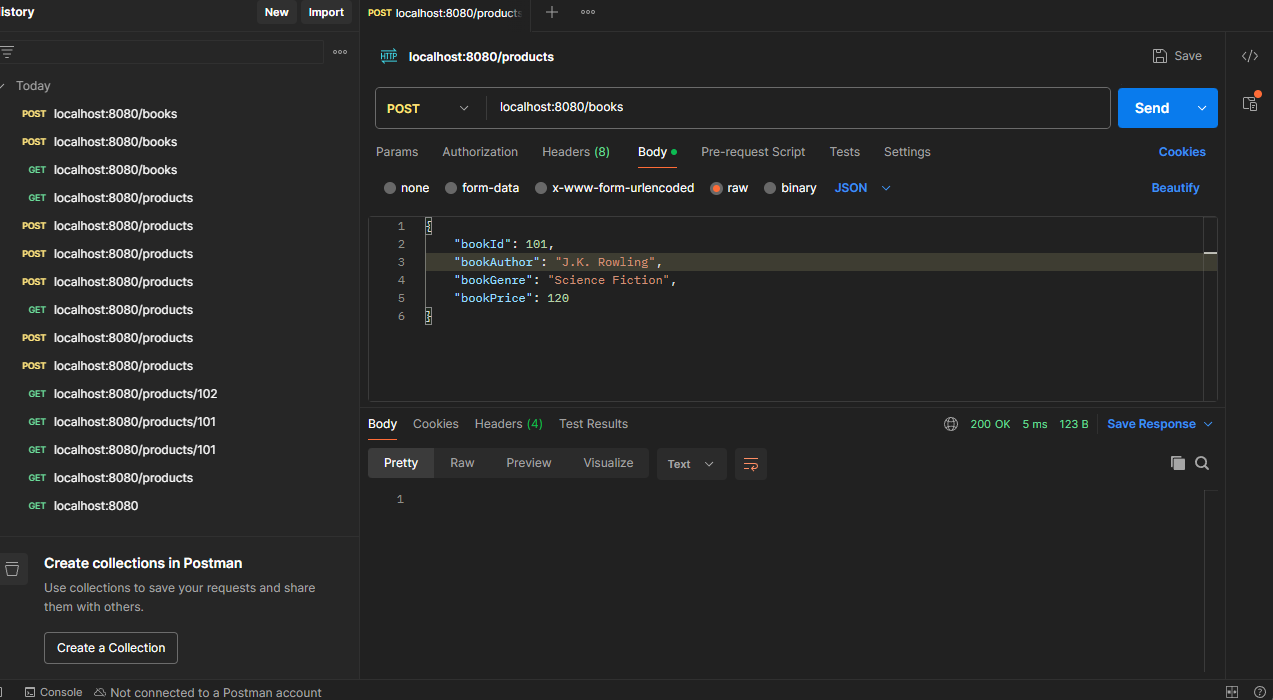 istory
New Import
POST localhost:8080/products
localhost:8080/products
Save
POST localhost:8080/books Send
Params Authorization Headers (8) Body Pre-request Script Tests Settings Cookies
none form-data x-www-form-urlencoded raw binary JSON Beautify
1 {
2 "bookId": 101,
3 "bookAuthor": "J.K. Rowling",
4 "bookGenre": "Science Fiction",
5 "bookPrice": 120
6 }
Body Cookies Headers (4) Test Results 200 OK 5 ms 123 B Save Response
Pretty Raw Preview Visualize Text
1
Today
POST localhost:8080/books
POST localhost:8080/books
GET localhost:8080/books
GET localhost:8080/products
POST localhost:8080/products
POST localhost:8080/products
POST localhost:8080/products
GET localhost:8080/products
POST localhost:8080/products
POST localhost:8080/products
GET localhost:8080/products/102
GET localhost:8080/products/101
GET localhost:8080/products/101
GET localhost:8080/products
GET localhost:8080
Create collections in Postman
Use collections to save your requests and share
them with others.
Create a Collection
Console Not connected to a Postman account